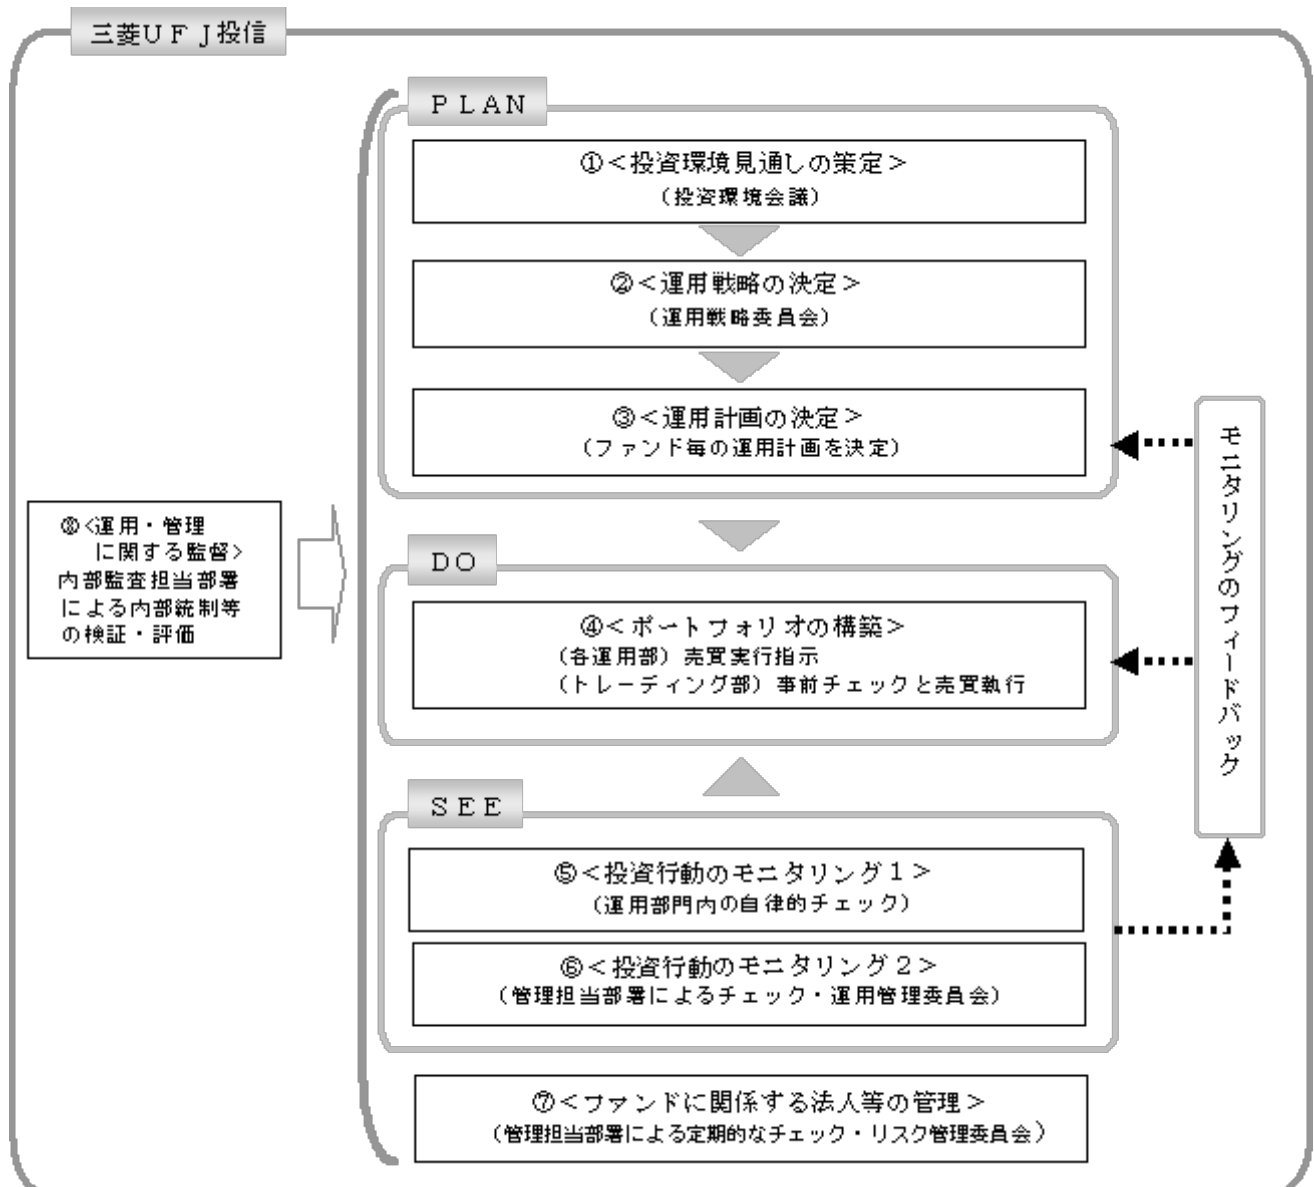 三菱ＵＦＪ投信
ＰＬＡＮ
①＜投資環境見通しの策定＞
（投資環境会議）
②＜運用戦略の決定＞
（運用戦略委員会）
③＜運用計画の決定＞
（ファンド毎の運用計画を決定）
⑧＜運用・管理
に関する監督＞
内部監査担当部署
による内部統制等
の検証・評価
ＤＯ
④＜ポートフォリオの構築＞
（各運用部）売買実行指示
（トレーディング部）事前チェックと売買執行
ＳＥＥ
⑤＜投資行動のモニタリング１＞
（運用部門内の自律的チェック）
⑥＜投資行動のモニタリング２＞
（管理担当部署によるチェック・運用管理委員会）
⑦＜ファンドに関係する法人等の管理＞
（管理担当部署による定期的なチェック・リスク管理委員会）
モニタリングのフィードバック